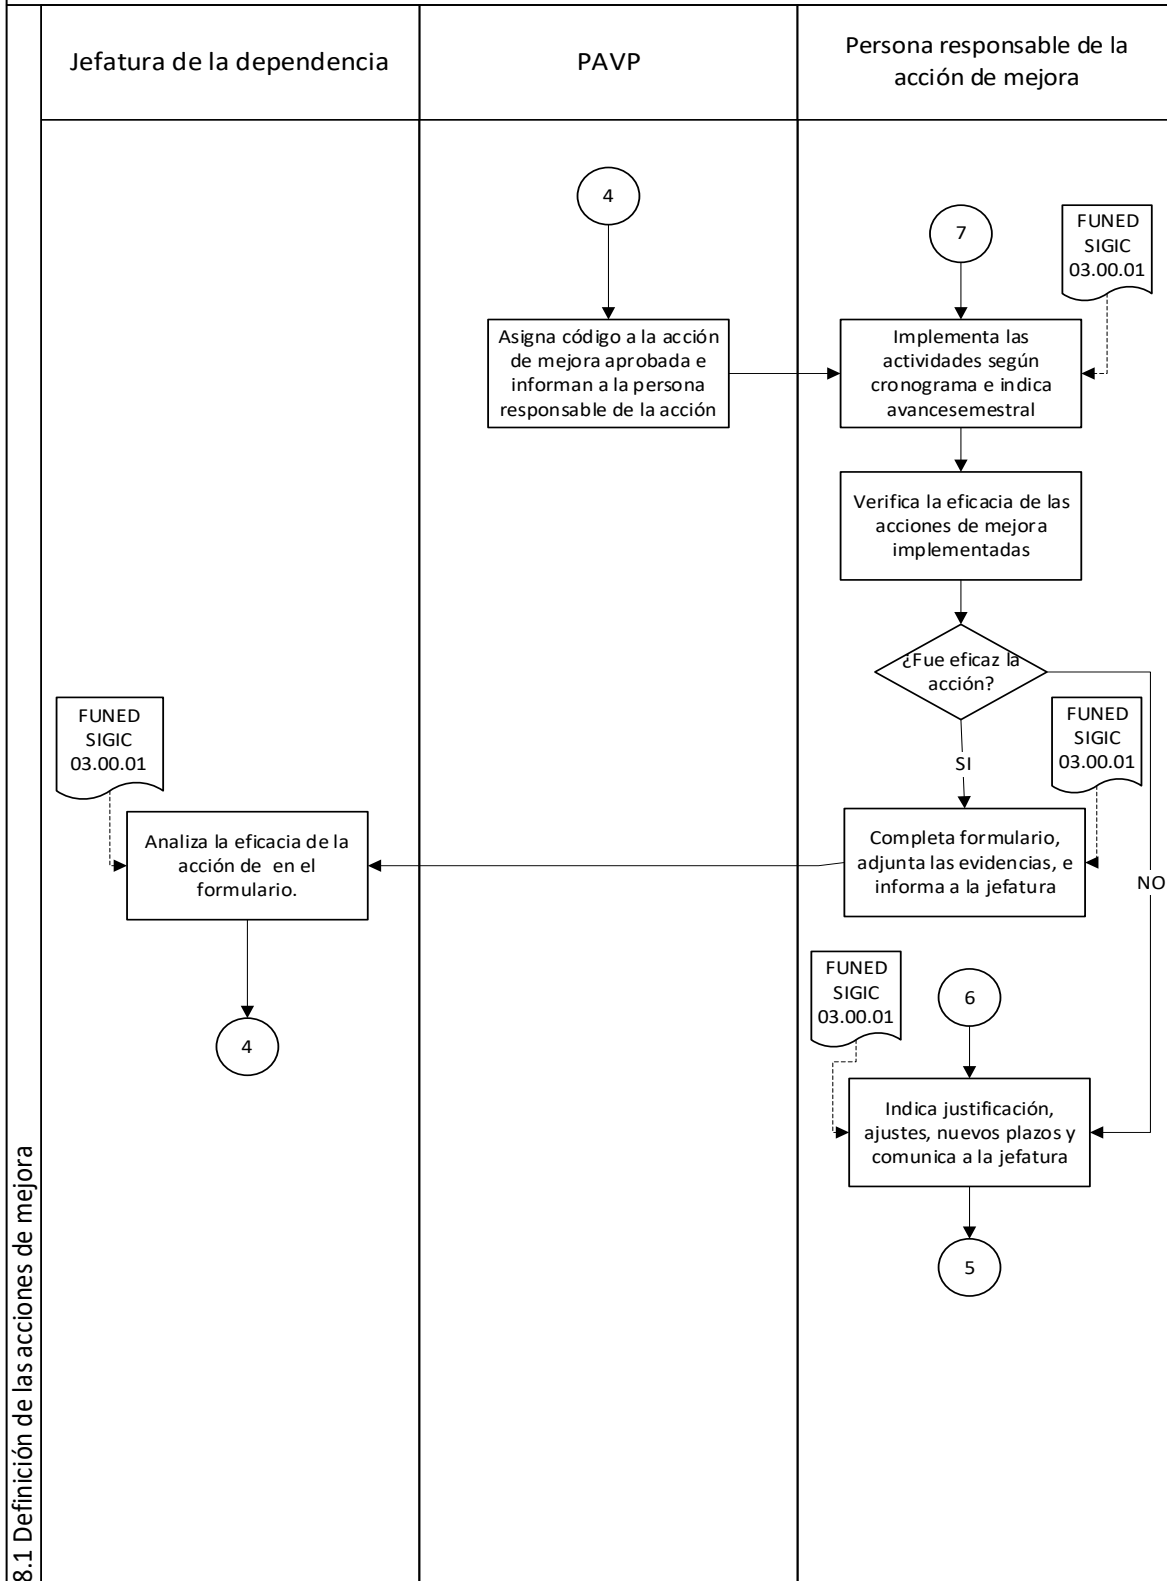 Jefatura de la dependencia
PAVP
Persona responsable de la
acción de mejora
4
7
FUNED
SIGIC
03.00.01
Asigna código a la acción
de mejora aprobada e
informan a la persona
responsable de la acción
Implementa las
actividades según
cronograma e indica
avancesemestral
Verifica la eficacia de las
acciones de mejora
implementadas
¿Fue eficaz la
acción?
FUNED
SIGIC
03.00.01
FUNED
SIGIC
03.00.01
SI
Analiza la eficacia de la
acción de  en el
formulario.
Completa formulario,
adjunta las evidencias, e
informa a la jefatura
NO
FUNED
SIGIC
03.00.01
6
4
Indica justificación,
ajustes, nuevos plazos y
comunica a la jefatura
5
8.1 Definición de las acciones de mejora